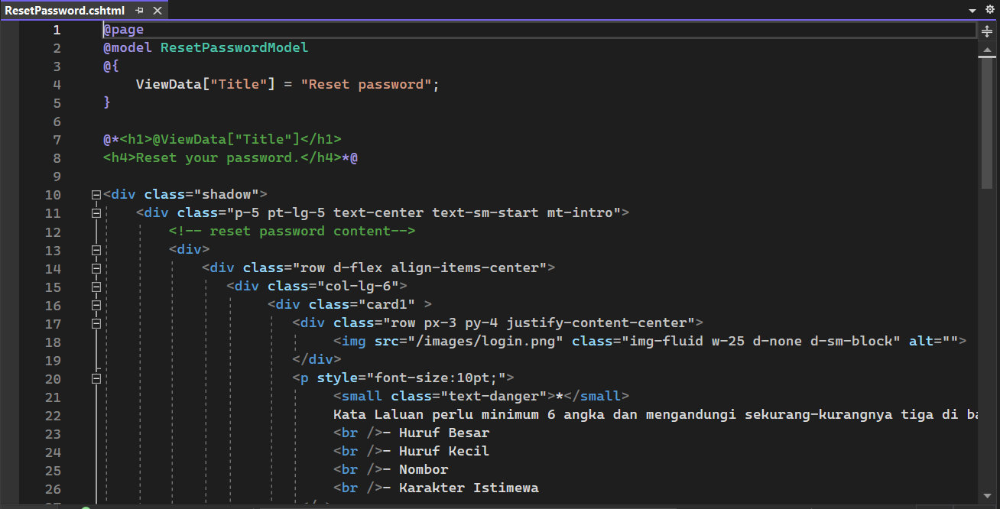 ResetPassword.cshtml
1 @page
2 @model ResetPasswordModel
3 @{
4 ViewData["Title"] = "Reset password";
5 }
6
7 @*<h1>@ViewData["Title"]</h1>
8 <h4>Reset your password.</h4>*@
9
10 <div class="shadow">
11 <div class="p-5 pt-lg-5 text-center text-sm-start mt-intro">
12 <!-- reset password content-->
13 <div>
14 <div class="row d-flex align-items-center">
15 <div class="col-lg-6">
16 <div class="card1" >
17 <div class="row px-3 py-4 justify-content-center">
18 <img src="/images/login.png" class="img-fluid w-25 d-none d-sm-block" alt="">
19 </div>
20 <p style="font-size:10pt;">
21 <small class="text-danger">*</small>
22 Kata Laluan perlu minimum 6 angka dan mengandungi sekurang-kurangnya tiga di
23 <br />- Huruf Besar
24 <br />- Huruf Kecil
25 <br />- Nombor
26 <br />- Karakter Istimewa